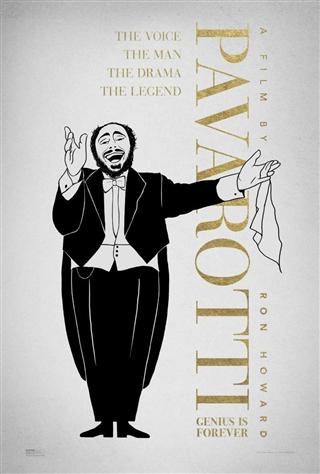 THE VOICE
THE MAN
THE DRAMA
THE LEGEND
PAVAROTTI
A FILM BY RON HOWARD
GENIUS IS
FOREVER